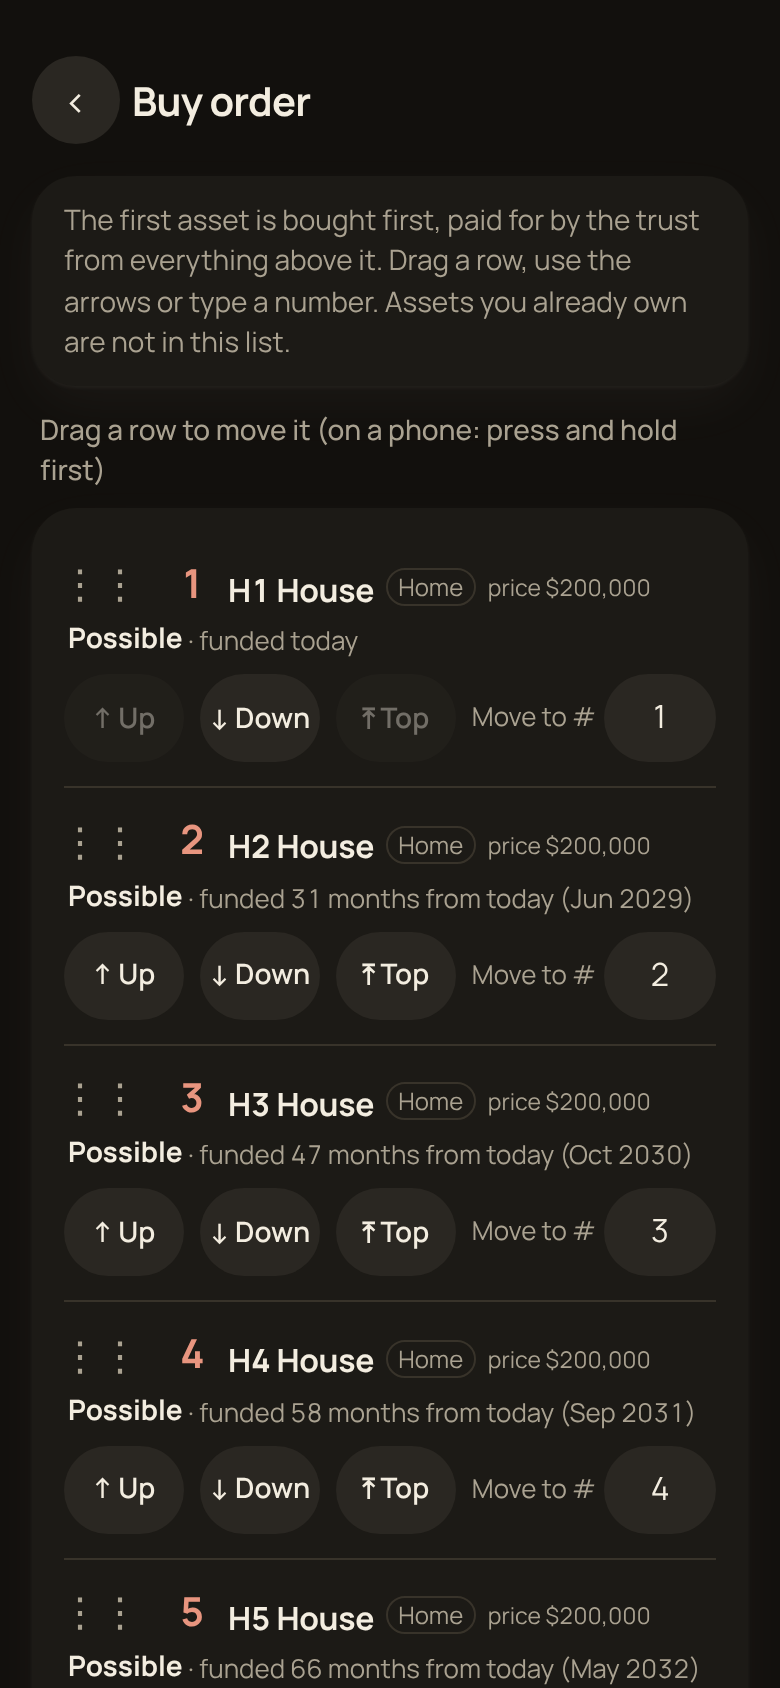 ‹ Buy order
The first asset is bought first, paid for by the trust
from everything above it. Drag a row, use the
arrows or type a number. Assets you already own
are not in this list.
Drag a row to move it (on a phone: press and hold
first)
⋮⋮ 1 H1 House Home price $200,000
Possible · funded today
↑ Up ↓ Down ⤒ Top Move to # 1
⋮⋮ 2 H2 House Home price $200,000
Possible · funded 31 months from today (Jun 2029)
↑ Up ↓ Down ⤒ Top Move to # 2
⋮⋮ 3 H3 House Home price $200,000
Possible · funded 47 months from today (Oct 2030)
↑ Up ↓ Down ⤒ Top Move to # 3
⋮⋮ 4 H4 House Home price $200,000
Possible · funded 58 months from today (Sep 2031)
↑ Up ↓ Down ⤒ Top Move to # 4
⋮⋮ 5 H5 House Home price $200,000
Possible · funded 66 months from today (May 2032)